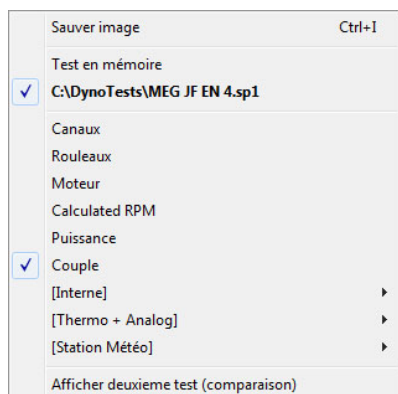 Sauver image Ctrl+I
Test en mémoire
C:\DynoTests\MEG JF EN 4.sp1
Canaux
Rouleaux
Moteur
Calculated RPM
Puissance
Couple
[Interne]
[Thermo + Analog]
[Station Météo]
Afficher deuxieme test (comparaison)